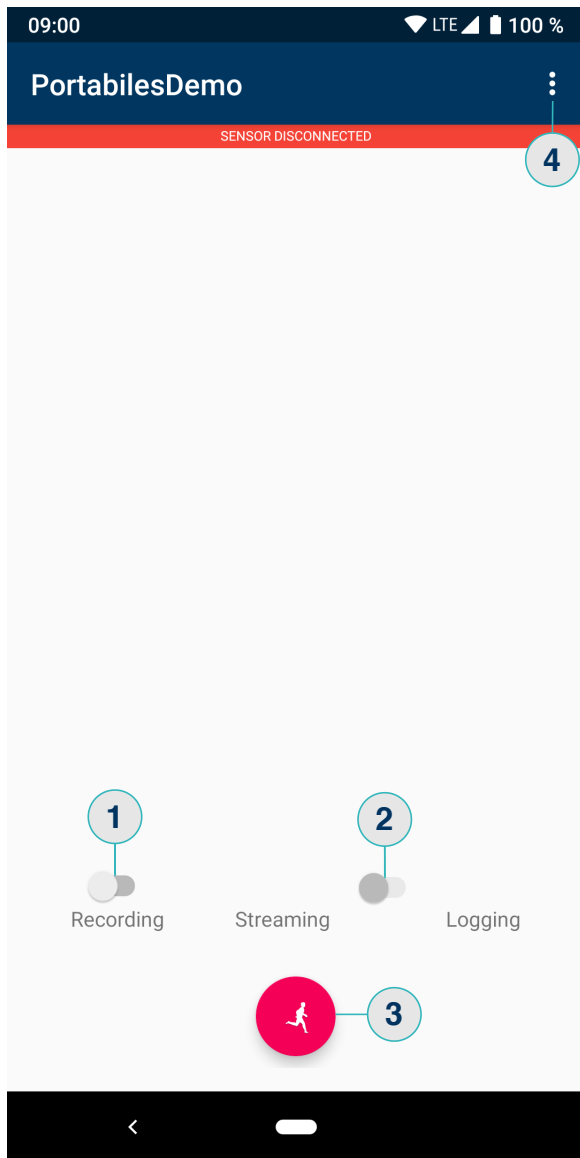 09:00 LTE 100 %
PortabilesDemo
SENSOR DISCONNECTED
4
1
2
Recording Streaming Logging
3